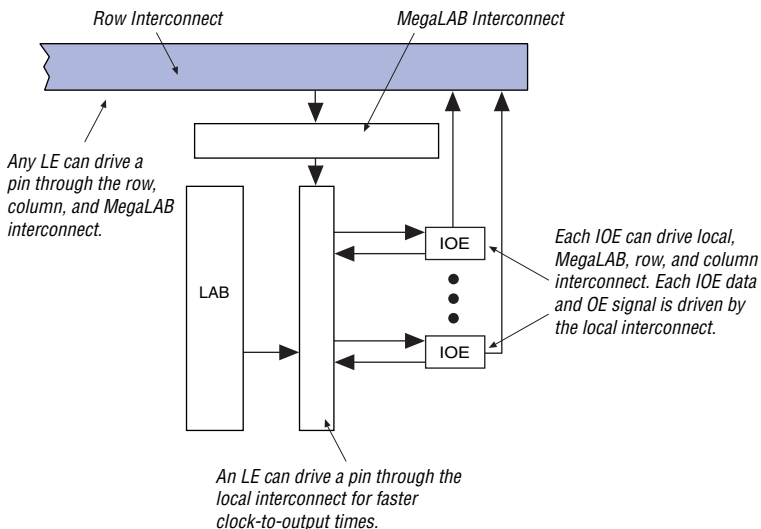 Row Interconnect
MegaLAB Interconnect
Any LE can drive a
pin through the row,
column, and MegaLAB
interconnect.
LAB
IOE
IOE
Each IOE can drive local,
MegaLAB, row, and column
interconnect. Each IOE data
and OE signal is driven by
the local interconnect.
An LE can drive a pin through the
local interconnect for faster
clock-to-output times.